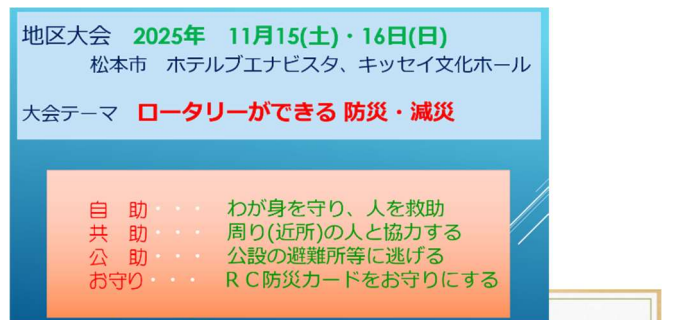 地区大会　2025年　11月15(土)・16日(日)
松本市　ホテルブエナビスタ、キッセイ文化ホール
大会テーマ　ロータリーができる 防災・減災
自　助・・・　わが身を守り、人を救助
共　助・・・　周り(近所)の人と協力する
公　助・・・　公設の避難所等に逃げる
お守り・・・　ＲＣ防災カードをお守りにする